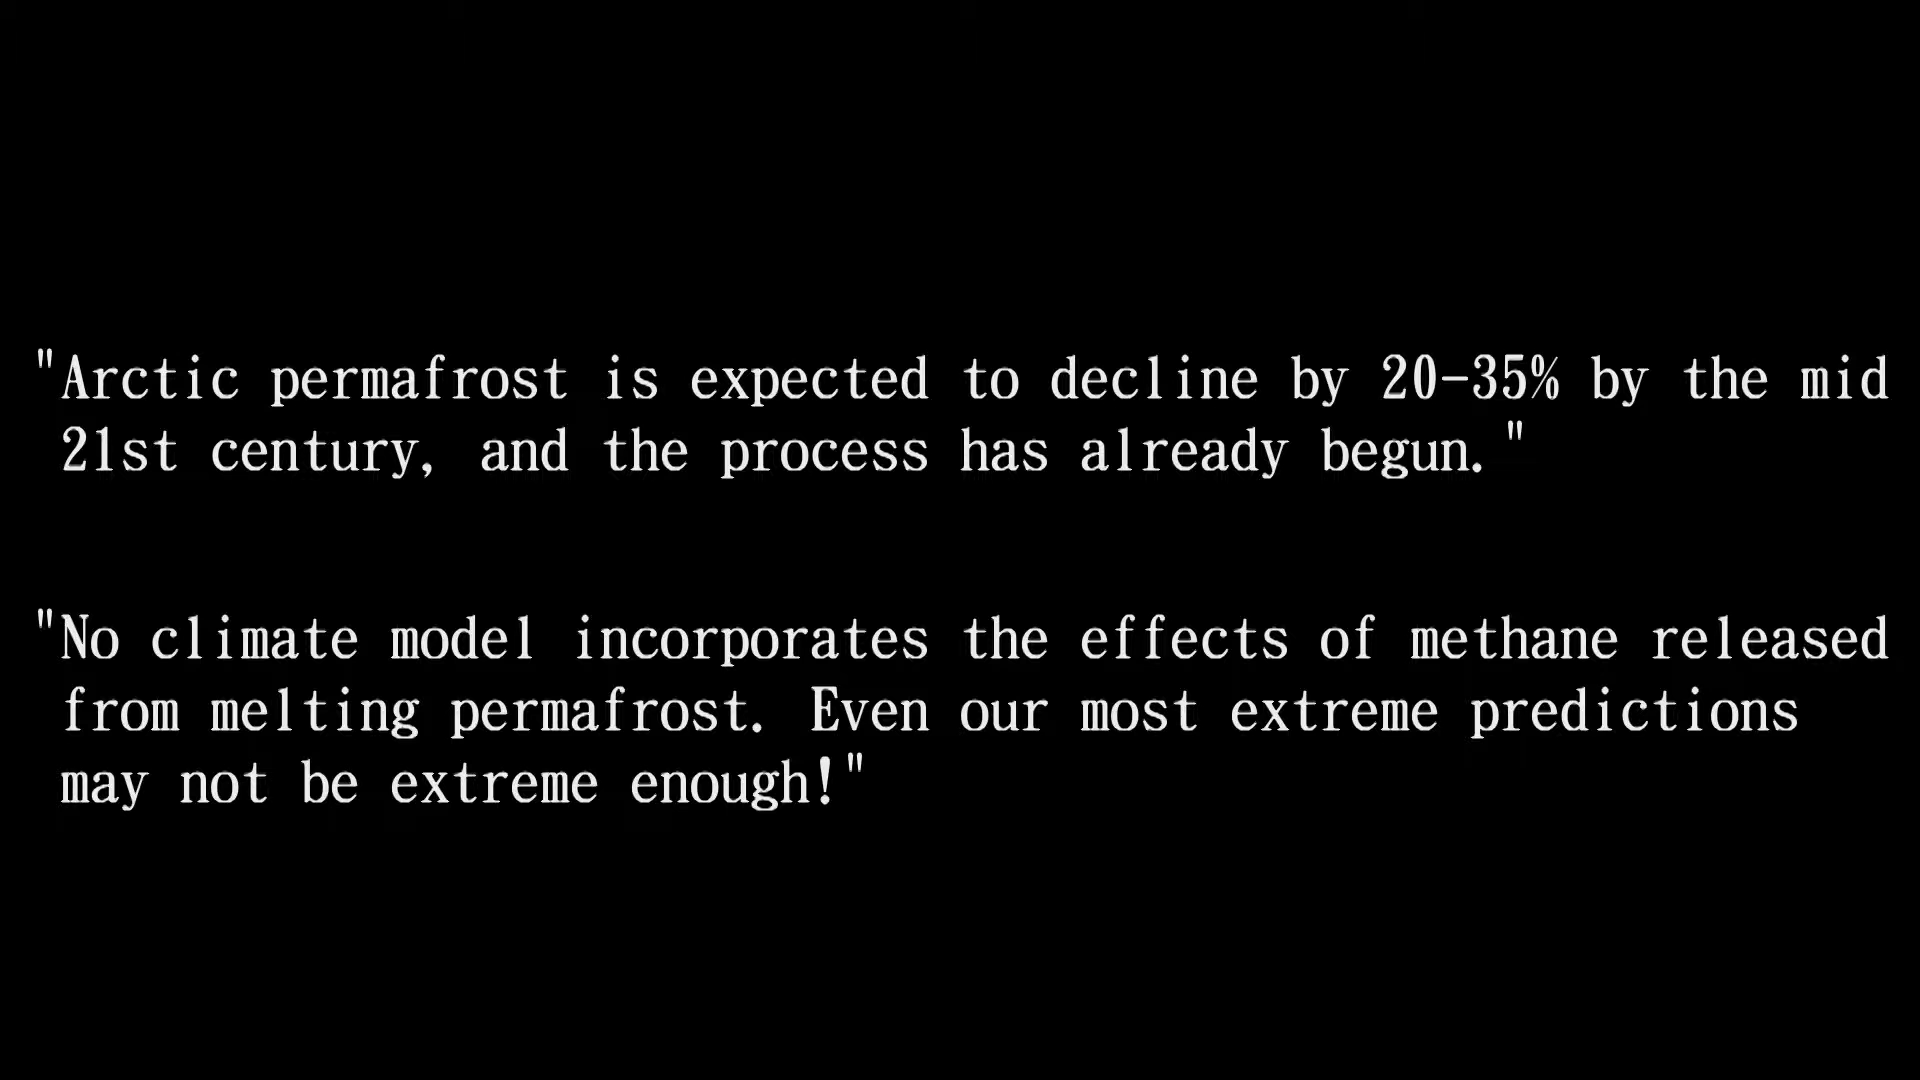 "Arctic permafrost is expected to decline by 20-35% by the mid
21st century, and the process has already begun."
"No climate model incorporates the effects of methane released
from melting permafrost. Even our most extreme predictions
may not be extreme enough!"